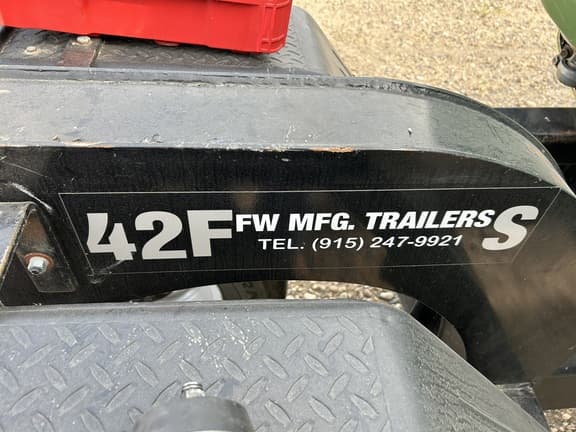 42F FW MFG. TRAILERS S
TEL. (915) 247-9921